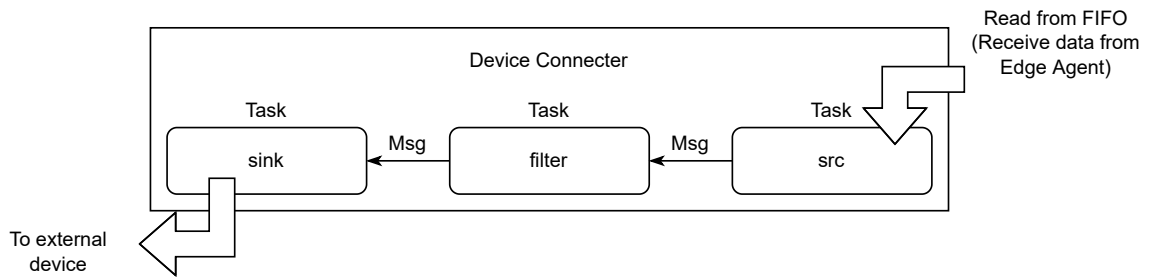 Read from FIFO
(Receive data from
Edge Agent)
Device Connecter
Task
Task
Task
sink
Msg
filter
Msg
src
To external
device